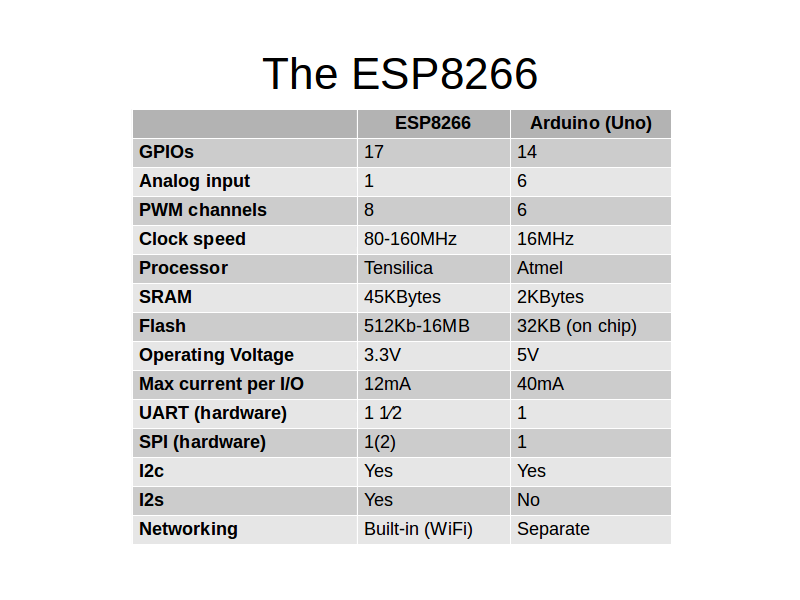 The ESP8266
ESP8266 Arduino (Uno)
GPIOs 17 14
Analog input 1 6
PWM channels 8 6
Clock speed 80-160MHz 16MHz
Processor Tensilica Atmel
SRAM 45KBytes 2KBytes
Flash 512Kb-16MB 32KB (on chip)
Operating Voltage 3.3V 5V
Max current per I/O 12mA 40mA
UART (hardware) 1 1⁄2 1
SPI (hardware) 1(2) 1
I2c Yes Yes
I2s Yes No
Networking Built-in (WiFi) Separate